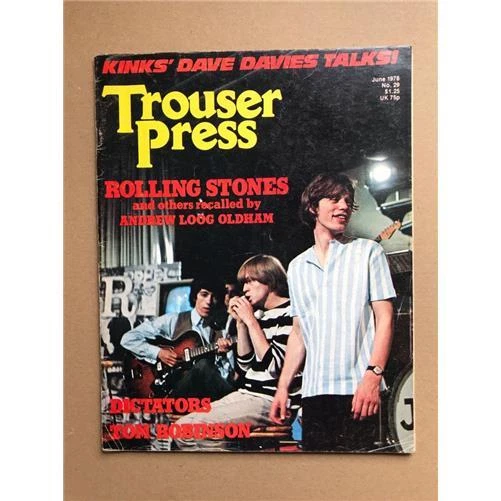 KINKS' DAVE DAVIES TALKS!
June 1978
No. 29
$1.25
UK 75p
Trouser
Press
ROLLING STONES
and others recalled by
ANDREW LOOG OLDHAM
R
J
DICTATORS
TOM ROBINSON